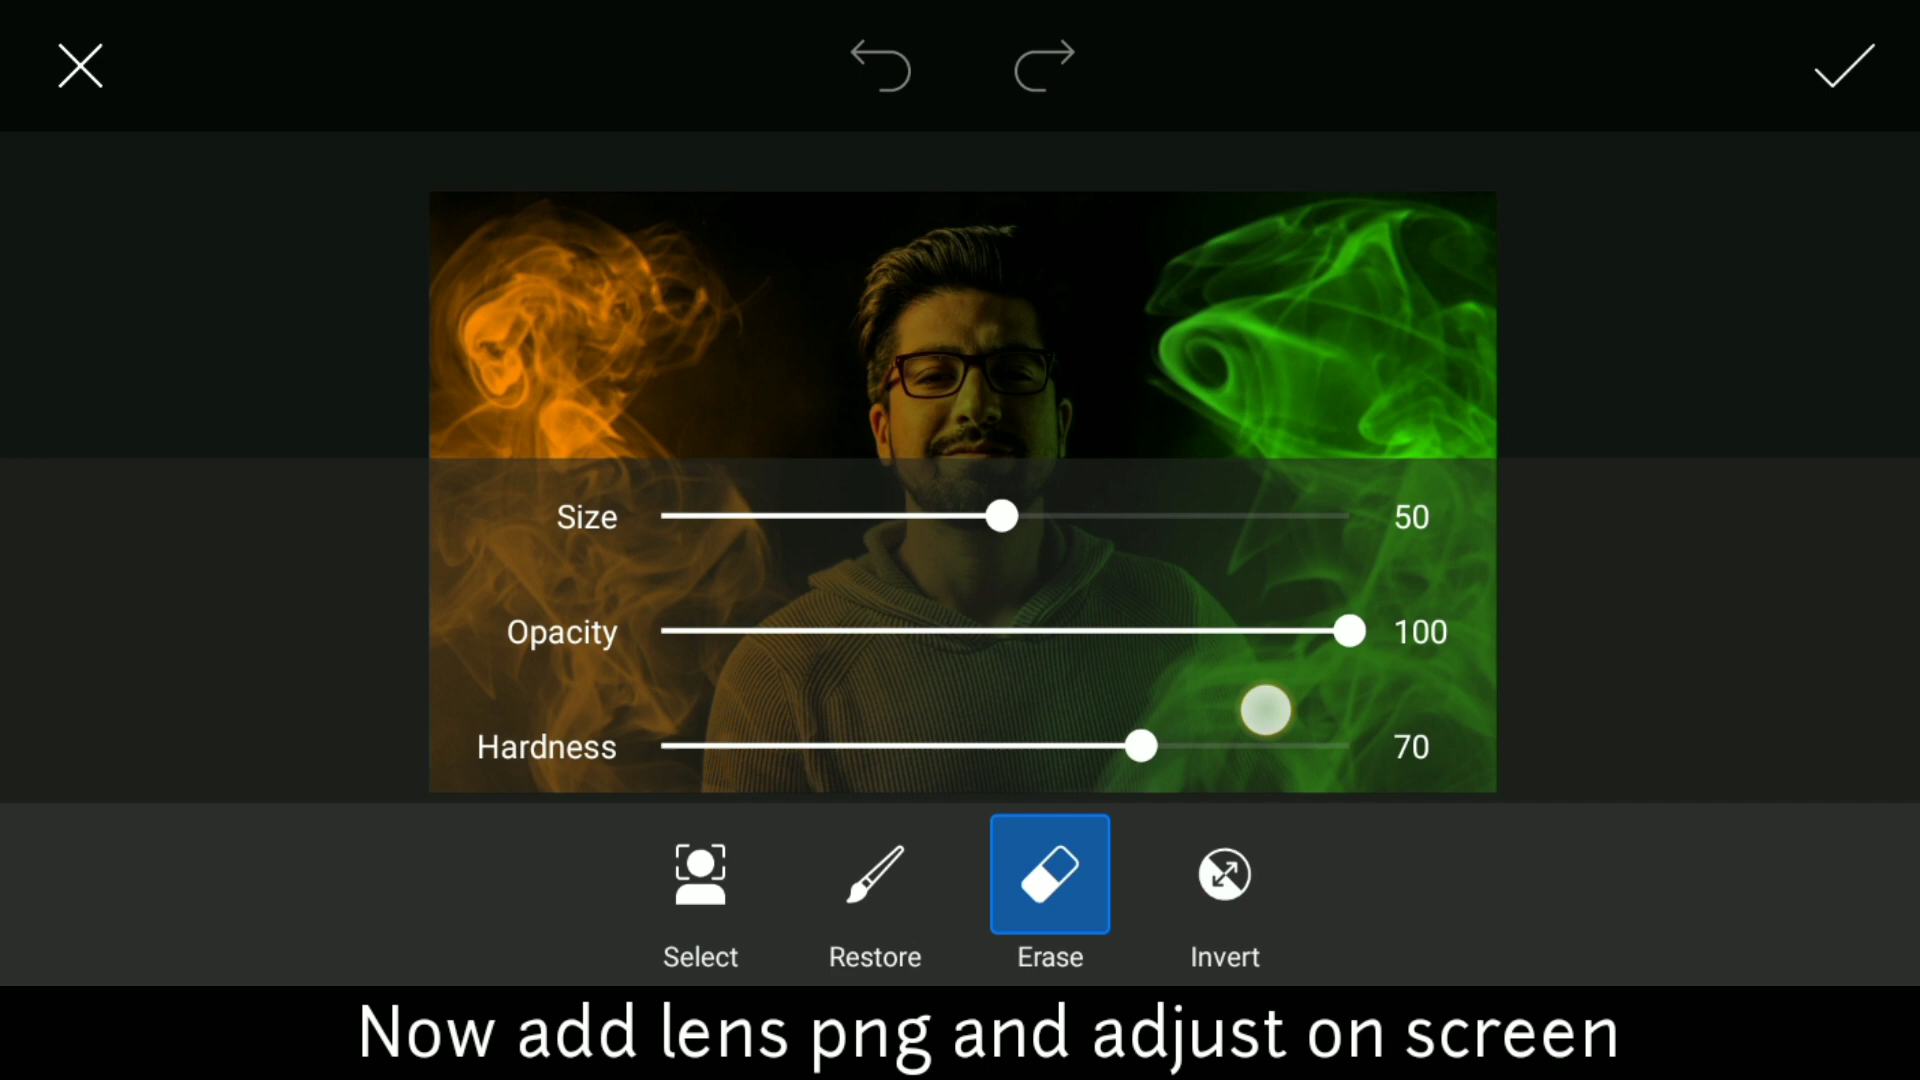 Size 50
Opacity 100
Hardness 70
Select Restore Erase Invert
Now add lens png and adjust on screen